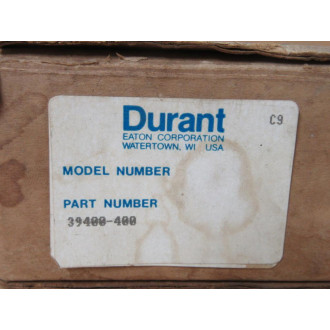 Durant
C9
EATON CORPORATION
WATERTOWN, WI USA
MODEL NUMBER
PART NUMBER
39400-400